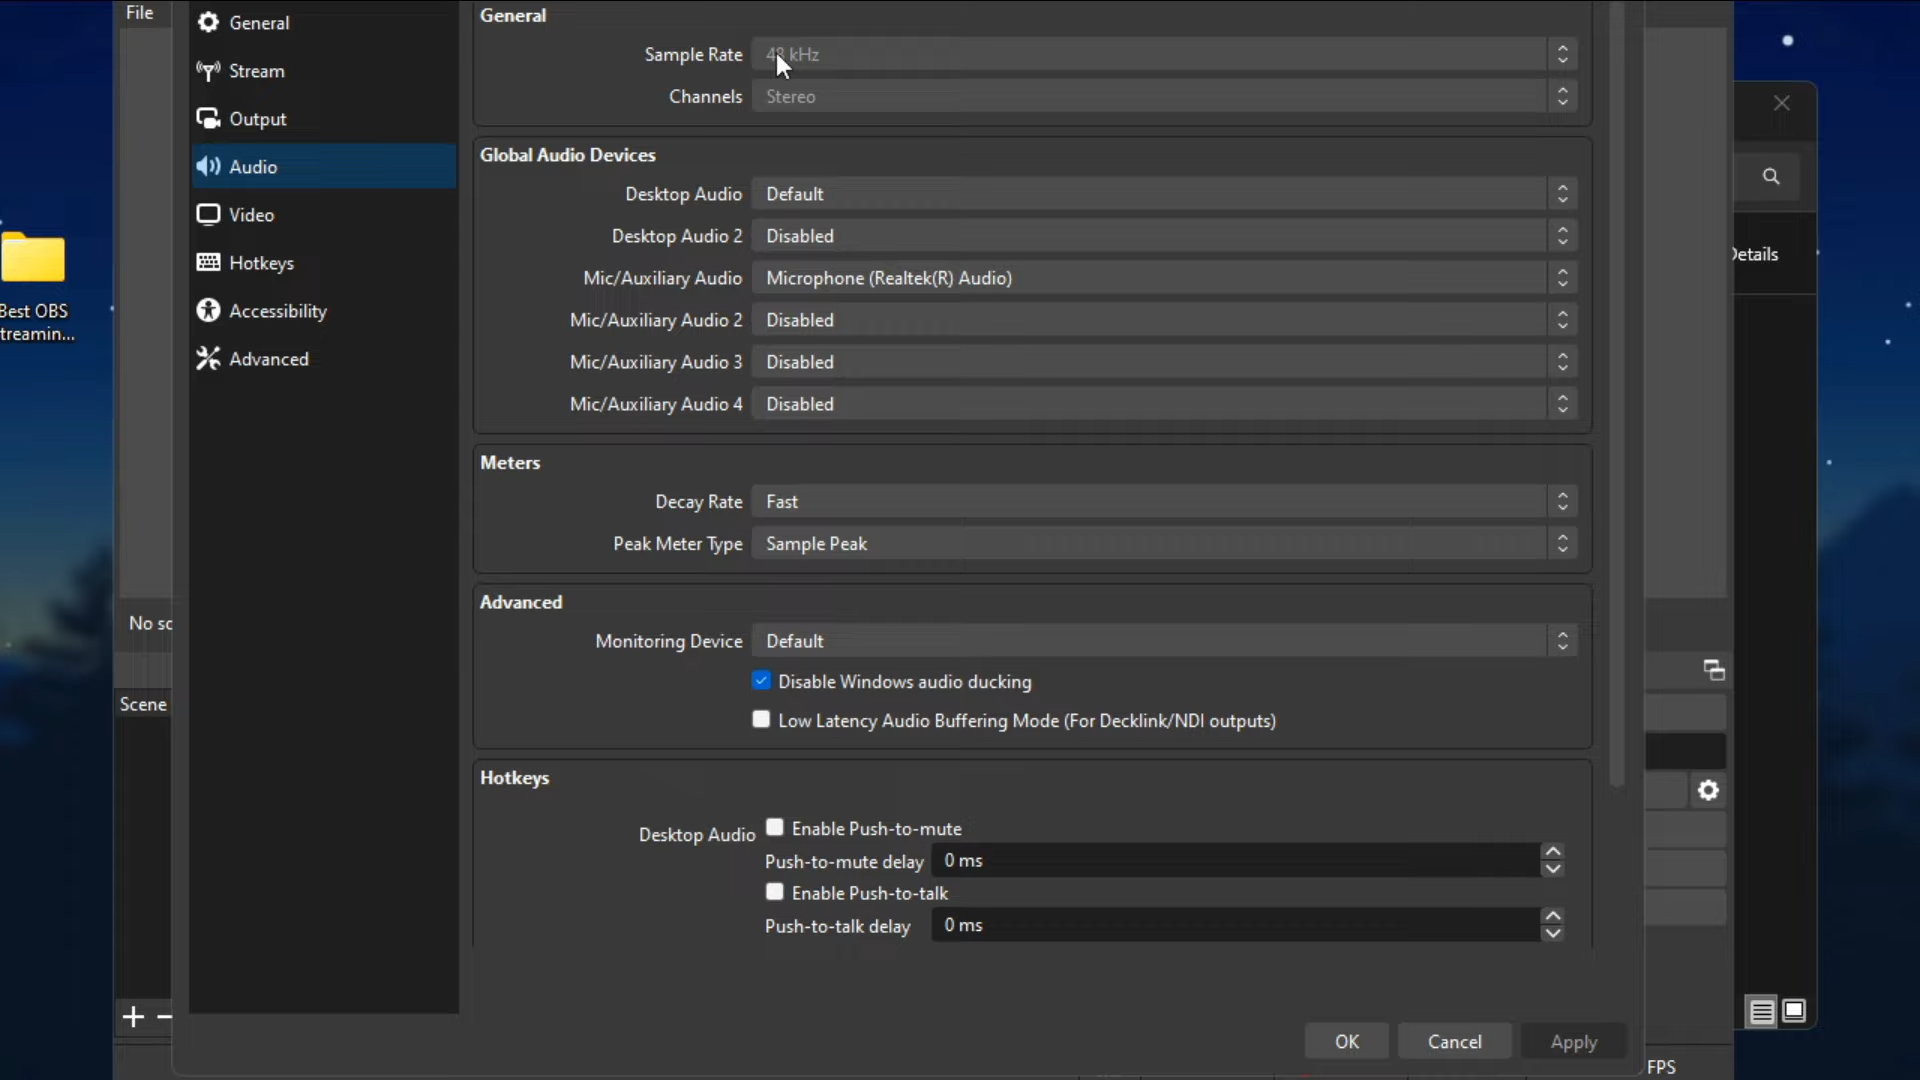 File
General
Stream
Output
Audio
Video
Hotkeys
Accessibility
Advanced
General
Sample Rate 48 kHz
Channels Stereo
Global Audio Devices
Desktop Audio Default
Desktop Audio 2 Disabled
Mic/Auxiliary Audio Microphone (Realtek(R) Audio)
Mic/Auxiliary Audio 2 Disabled
Mic/Auxiliary Audio 3 Disabled
Mic/Auxiliary Audio 4 Disabled
Meters
Decay Rate Fast
Peak Meter Type Sample Peak
Advanced
Monitoring Device Default
Disable Windows audio ducking
Low Latency Audio Buffering Mode (For Decklink/NDI outputs)
Hotkeys
Desktop Audio Enable Push-to-mute
Push-to-mute delay 0 ms
Enable Push-to-talk
Push-to-talk delay 0 ms
OK Cancel Apply
Best OBS
treamin...
No sc
Scene
Details
FPS